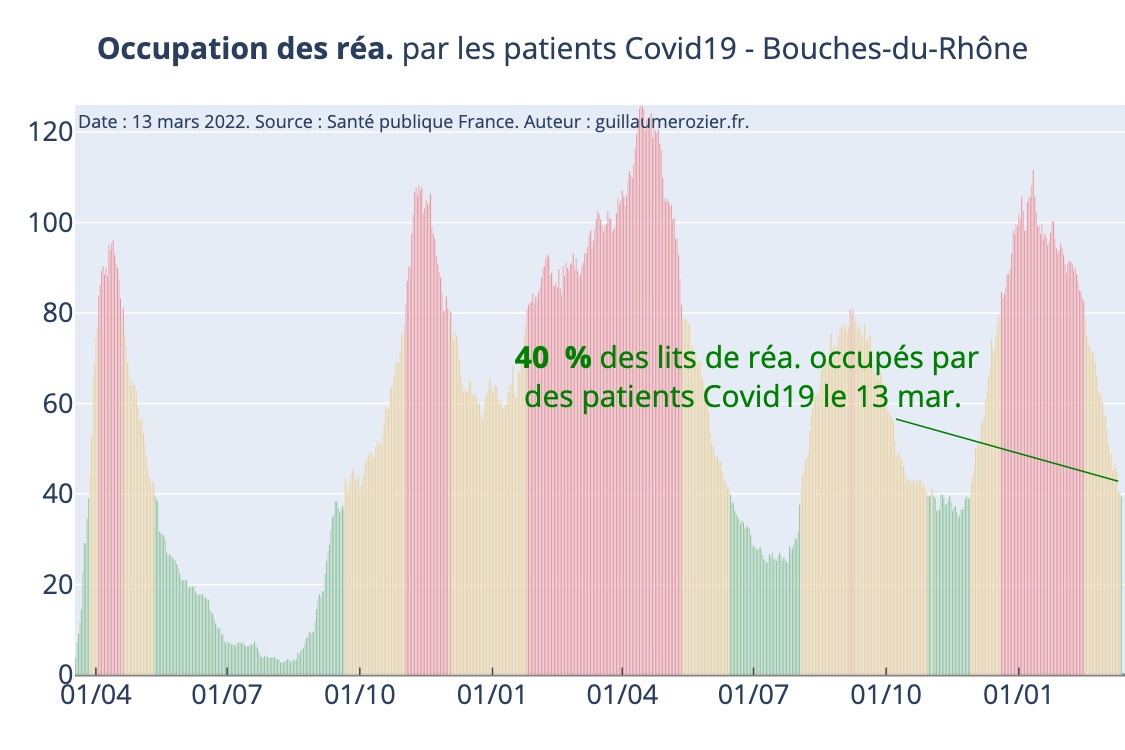 Occupation des réa. par les patients Covid19 - Bouches-du-Rhône
Date : 13 mars 2022. Source : Santé publique France. Auteur : guillaumerozier.fr.
120
100
80
60
40
20
0
40 % des lits de réa. occupés par
des patients Covid19 le 13 mar.
01/04 01/07 01/10 01/01 01/04 01/07 01/10 01/01